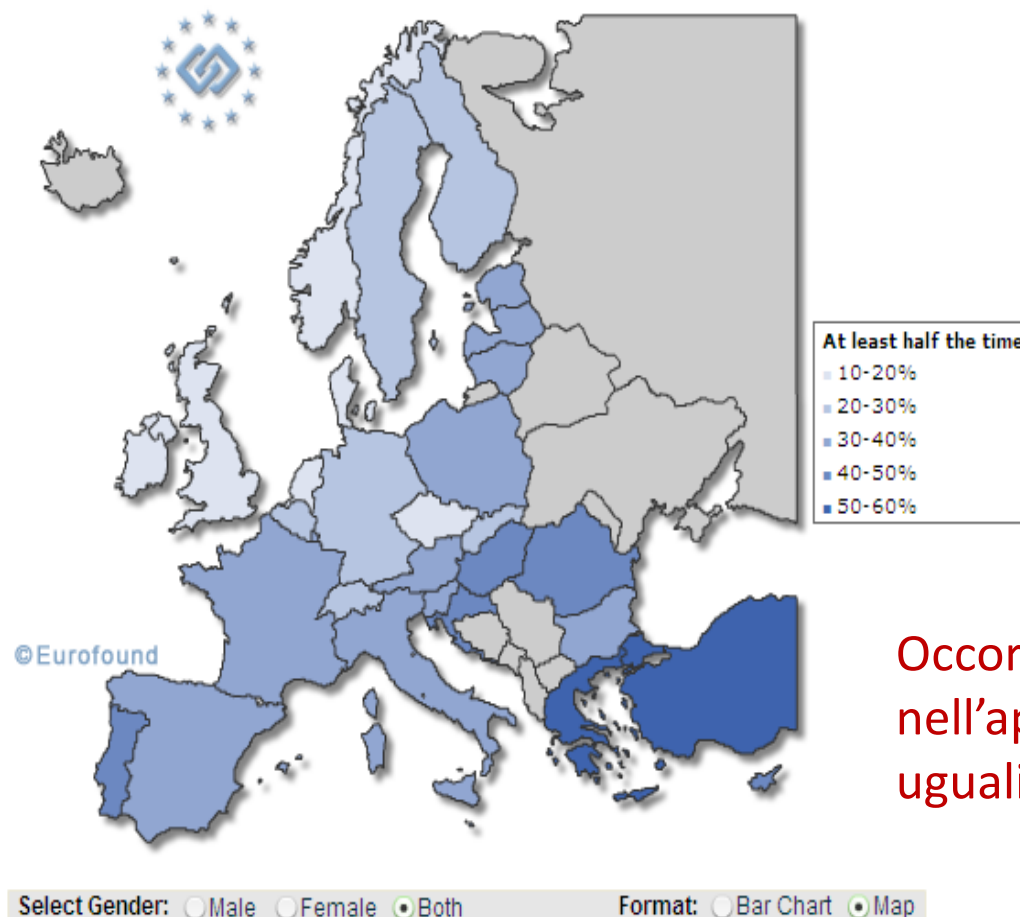 At least half the time
10-20%
20-30%
30-40%
40-50%
50-60%
©Eurofound
Select Gender: Male Female Both
Format: Bar Chart Map